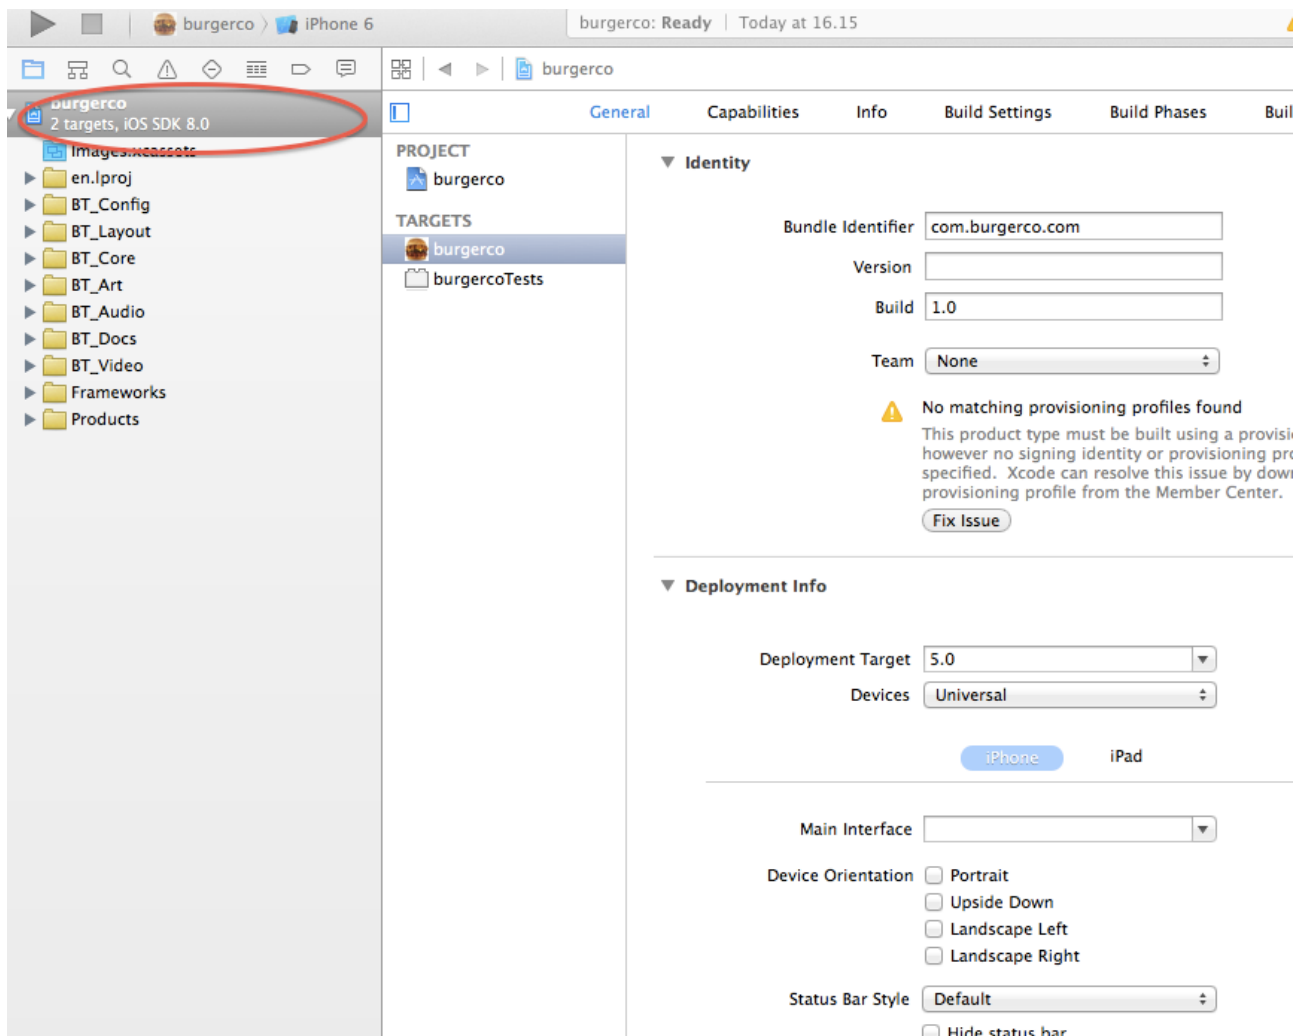 burgerco
iPhone 6
burgerco: Ready
Today at 16.15
burgerco
burgerco
2 targets, iOS SDK 8.0
Images.xcassets
en.lproj
BT_Config
BT_Layout
BT_Core
BT_Art
BT_Audio
BT_Docs
BT_Video
Frameworks
Products
General
Capabilities
Info
Build Settings
Build Phases
Buil
PROJECT
burgerco
TARGETS
burgerco
burgercoTests
Identity
Bundle Identifier com.burgerco.com
Version
Build 1.0
Team None
No matching provisioning profiles found
This product type must be built using a provisi
however no signing identity or provisioning pro
specified. Xcode can resolve this issue by down
provisioning profile from the Member Center.
Fix Issue
Deployment Info
Deployment Target 5.0
Devices Universal
iPhone iPad
Main Interface
Device Orientation Portrait
Upside Down
Landscape Left
Landscape Right
Status Bar Style Default
Hide status bar